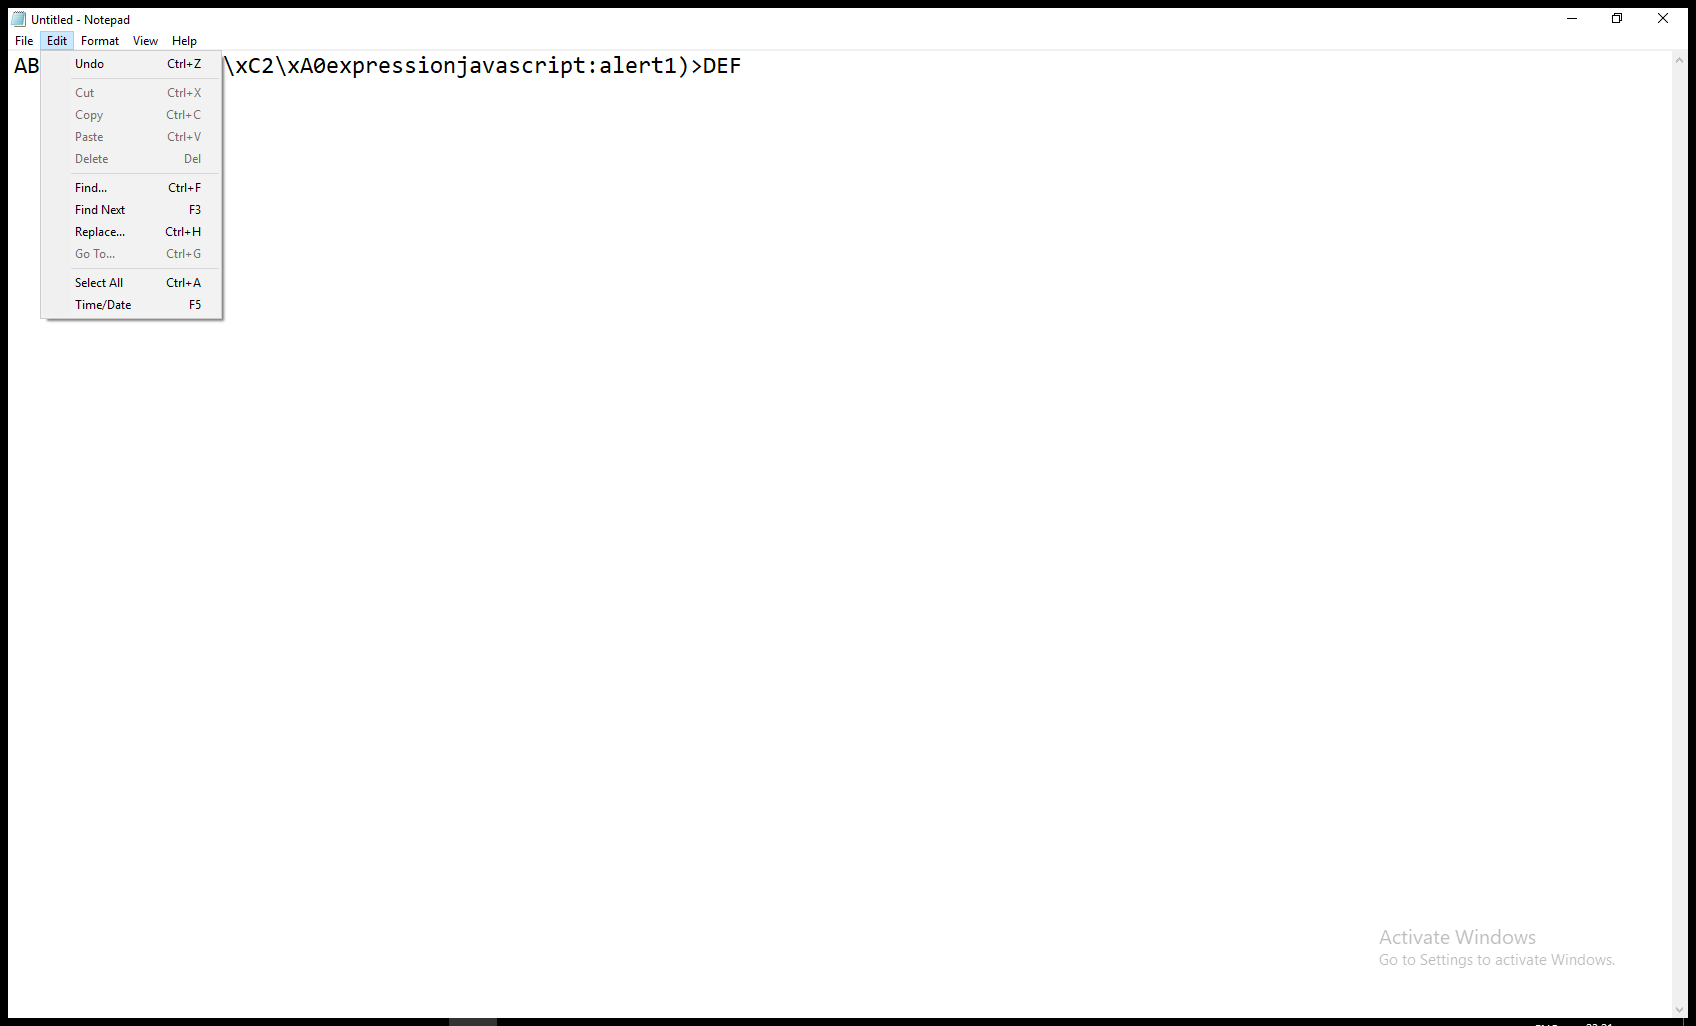 Untitled - Notepad
File Edit Format View Help
AB \xC2\xA0expressionjavascript:alert1)>DEF
Undo Ctrl+Z
Cut Ctrl+X
Copy Ctrl+C
Paste Ctrl+V
Delete Del
Find... Ctrl+F
Find Next F3
Replace... Ctrl+H
Go To... Ctrl+G
Select All Ctrl+A
Time/Date F5
Activate Windows
Go to Settings to activate Windows.